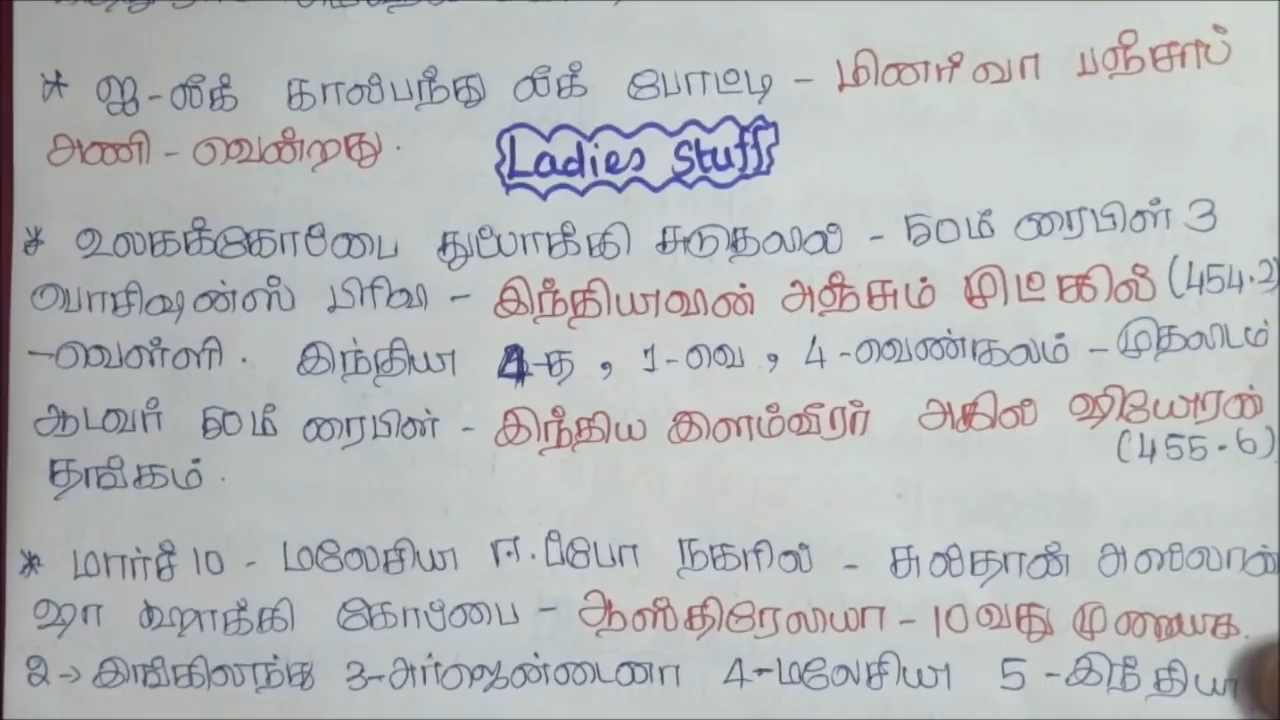 * ஐ-லீக் கால்பந்து லீக் போட்டி - மினர்வா பஞ்சாப்
அணி - வென்றது.
Ladies Stuff
* உலகக்கோப்பை துப்பாக்கி சுடுதலில் - 50மீ ரைபிள் 3
பொசிஷன்ஸ் பிரிவு - இந்தியாவின் அஞ்சும் மிட்கில் (454.2)
-வெள்ளி. இந்தியா 4-த, 1-வெ, 4-வெண்கலம் - முதலிடம்
ஆடவர் 50மீ ரைபிள் - இந்திய இளம்வீரர் அகில் ஷியோரன்
(455.6)
தங்கம்.
* மார்ச் 10 - மலேசியா ஈ.ப்போ நகரில் - சுல்தான் அஸ்லான்
ஷா ஹாக்கி கோப்பை - ஆஸ்திரேலியா - 10வது முறையாக.
2→ இங்கிலாந்து 3-அர்ஜெண்டைனா 4-மலேசியா 5-இந்தியா